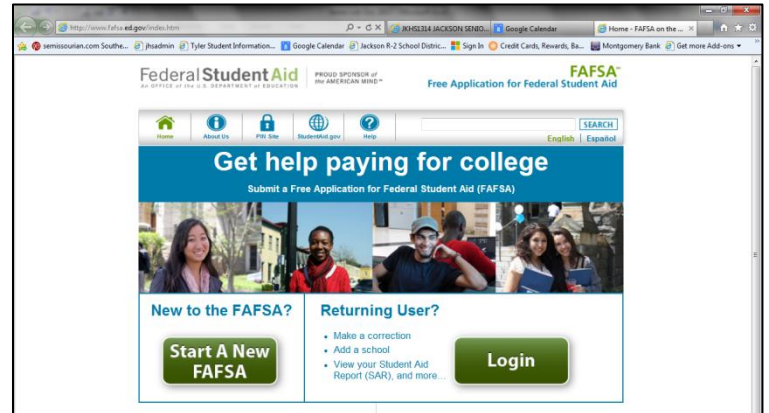 http://www.fafsa.ed.gov/index.htm
JKHS1314 JACKSON SENIO...
Google Calendar
Home - FAFSA on the ...
semissourian.com Southe...
jhsadmin
Tyler Student Information...
Google Calendar
Jackson R-2 School Distric...
Sign In
Credit Cards, Rewards, Ba...
Montgomery Bank
Get more Add-ons
Federal Student Aid
An OFFICE of the U.S. DEPARTMENT of EDUCATION
PROUD SPONSOR of
the AMERICAN MIND™
FAFSA™
Free Application for Federal Student Aid
Home
About Us
PIN Site
StudentAid.gov
Help
SEARCH
English | Español
Get help paying for college
Submit a Free Application for Federal Student Aid (FAFSA)
New to the FAFSA?
Start A New
FAFSA
Returning User?
• Make a correction
• Add a school
• View your Student Aid
Report (SAR), and more...
Login